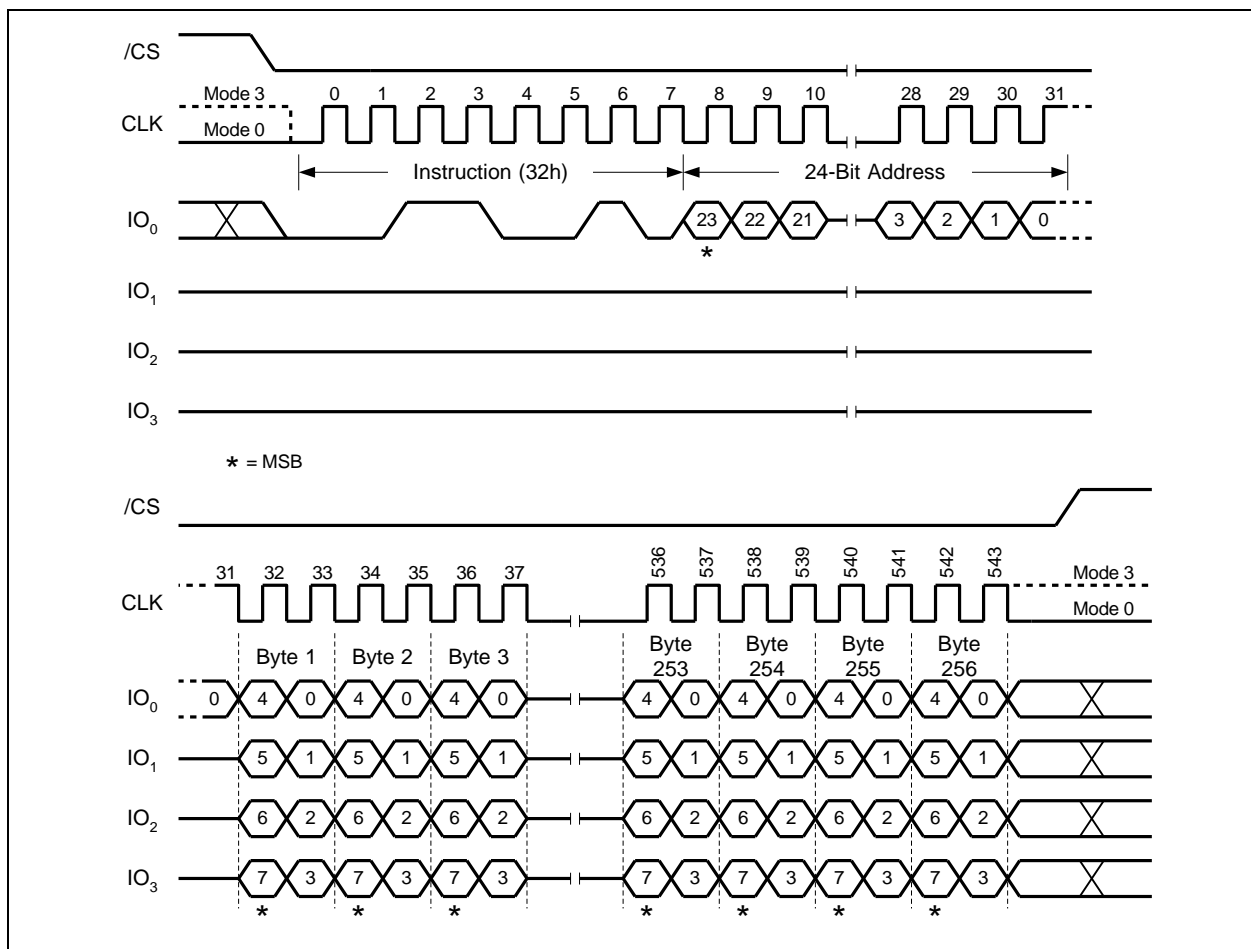 /CS
Mode 3 0 1 2 3 4 5 6 7 8 9 10 28 29 30 31
CLK
Mode 0
Instruction (32h) 24-Bit Address
IO0 23 22 21 3 2 1 0
*
IO1
IO2
IO3
* = MSB
/CS
31 32 33 34 35 36 37 536 537 538 539 540 541 542 543 Mode 3
CLK
Mode 0
Byte 1 Byte 2 Byte 3 Byte 253 Byte 254 Byte 255 Byte 256
IO0 0 4 0 4 0 4 0 4 0 4 0 4 0 4 0
IO1 5 1 5 1 5 1 5 1 5 1 5 1 5 1
IO2 6 2 6 2 6 2 6 2 6 2 6 2 6 2
IO3 7 3 7 3 7 3 7 3 7 3 7 3 7 3
* * * * * * *